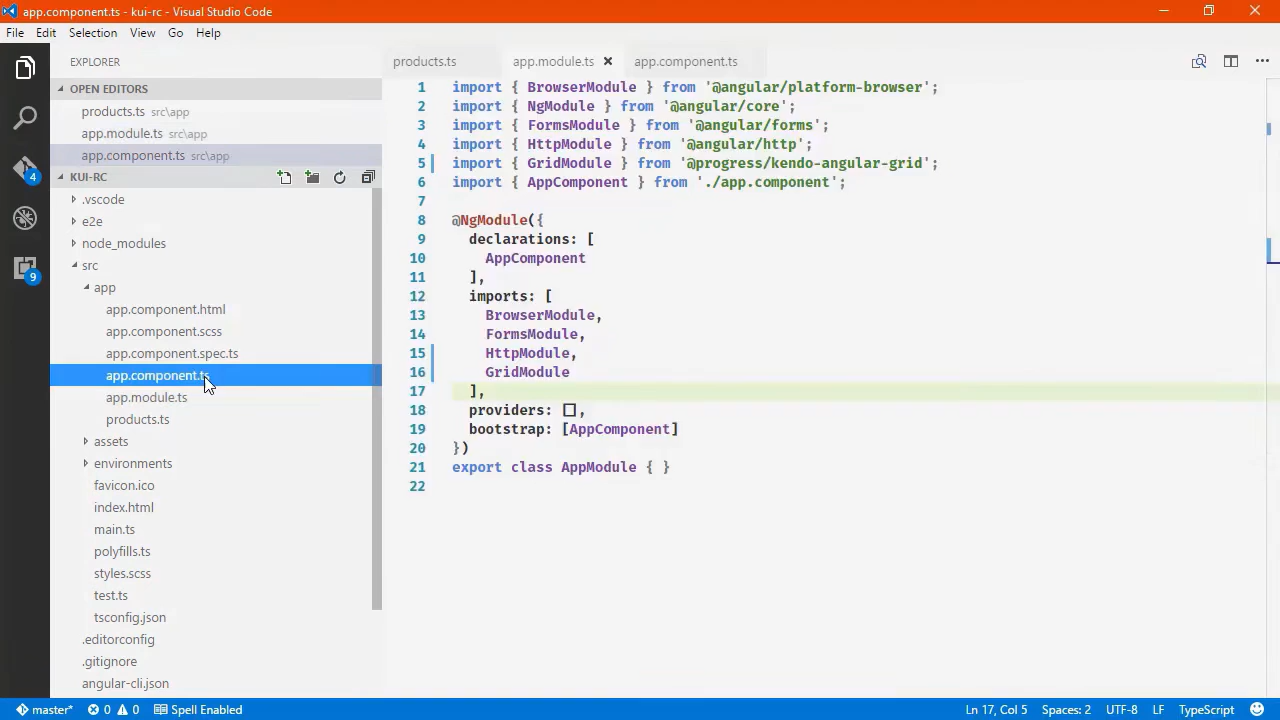 app.component.ts - kui-rc - Visual Studio Code
File Edit Selection View Go Help
EXPLORER
OPEN EDITORS
products.ts src\app
app.module.ts src\app
app.component.ts src\app
KUI-RC
.vscode
e2e
node_modules
src
app
app.component.html
app.component.scss
app.component.spec.ts
app.component.ts
app.module.ts
products.ts
assets
environments
favicon.ico
index.html
main.ts
polyfills.ts
styles.scss
test.ts
tsconfig.json
.editorconfig
.gitignore
angular-cli.json
4
9
products.ts app.module.ts app.component.ts
1 import { BrowserModule } from '@angular/platform-browser';
2 import { NgModule } from '@angular/core';
3 import { FormsModule } from '@angular/forms';
4 import { HttpModule } from '@angular/http';
5 import { GridModule } from '@progress/kendo-angular-grid';
6 import { AppComponent } from './app.component';
7
8 @NgModule({
9 declarations: [
10 AppComponent
11 ],
12 imports: [
13 BrowserModule,
14 FormsModule,
15 HttpModule,
16 GridModule
17 ],
18 providers: [],
19 bootstrap: [AppComponent]
20 })
21 export class AppModule { }
22
master* 0 0 Spell Enabled Ln 17, Col 5 Spaces: 2 UTF-8 LF TypeScript